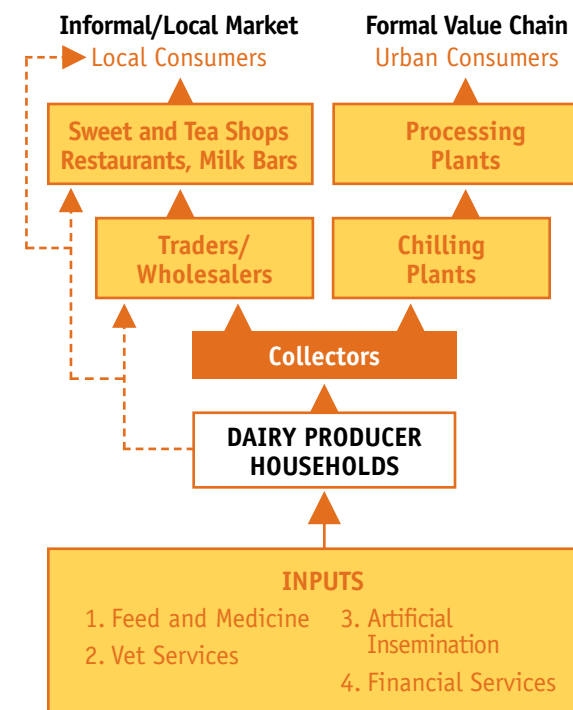 Informal/Local Market
Local Consumers
Formal Value Chain
Urban Consumers
Sweet and Tea Shops
Restaurants, Milk Bars
Processing
Plants
Traders/
Wholesalers
Chilling
Plants
Collectors
DAIRY PRODUCER
HOUSEHOLDS
INPUTS
1. Feed and Medicine
2. Vet Services
3. Artificial
Insemination
4. Financial Services